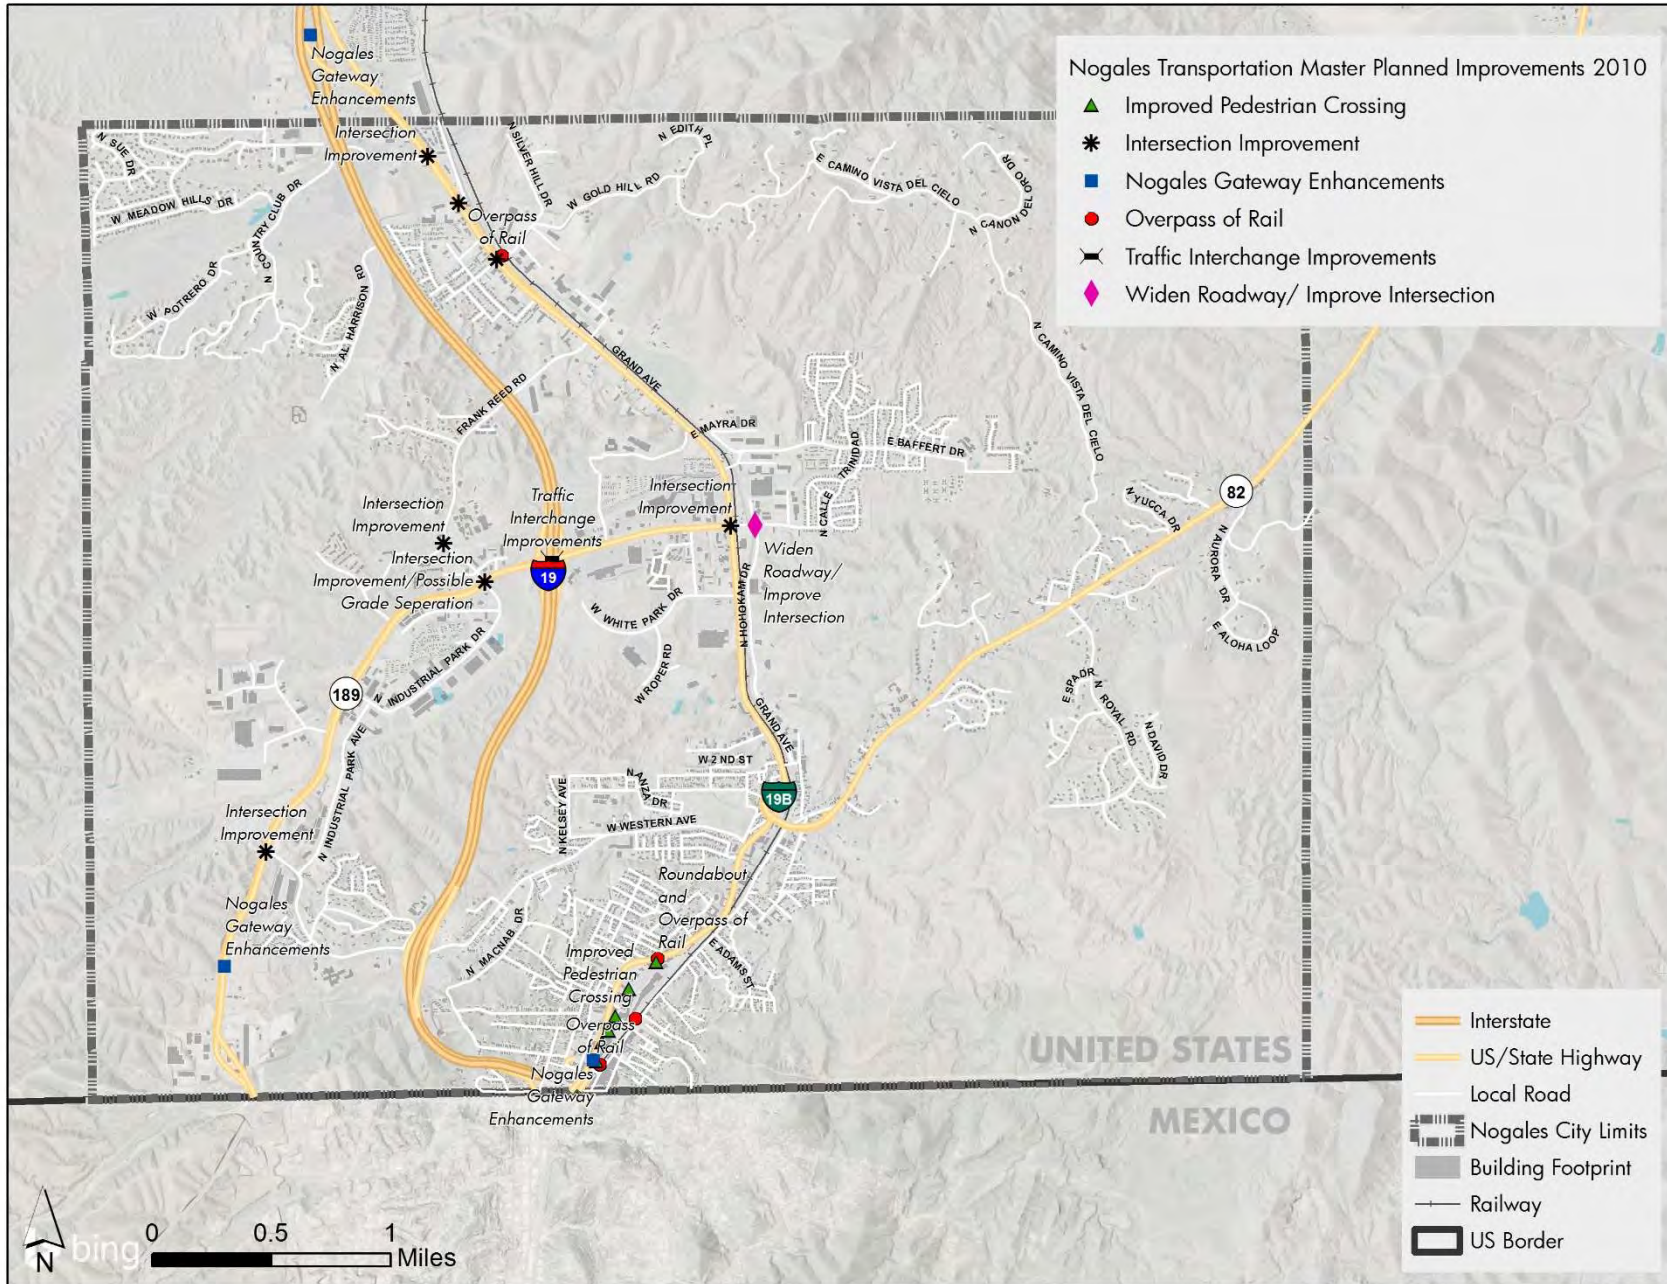 Nogales
Gateway
Enhancements
Nogales Transportation Master Planned Improvements 2010
Improved Pedestrian Crossing
Intersection Improvement
Nogales Gateway Enhancements
Overpass of Rail
Traffic Interchange Improvements
Widen Roadway/ Improve Intersection
Intersection
Improvement
N SUE DR
W MEADOW HILLS DR
N COUNTRY CLUB DR
W POTRERO DR
N AL HARRISON RD
N SILVER HILL DR
N EDITH PL
W GOLD HILL RD
E CAMINO VISTA DEL CIELO
N CANON DEL ORO DR
Overpass
of Rail
N CAMINO VISTA DEL CIELO
GRAND AVE
FRANK REED RD
E MAYRA DR
E BAFFERT DR
N CALLE TRINIDAD
Intersection
Improvement
Traffic
Interchange
Improvements
Intersection
Improvement
82
N YUCCA DR
N AURORA DR
E ALOHA LOOP
Intersection
Improvement/Possible
Grade Seperation
19
Widen
Roadway/
Improve
Intersection
W WHITE PARK DR
N HOHOKAM DR
W ROPER RD
N INDUSTRIAL PARK DR
189
E SPA DR
N ROYAL RD
N DAVID DR
GRAND AVE
N INDUSTRIAL PARK AVE
W 2ND ST
N ANZA DR
N KELSEY AVE
19B
W WESTERN AVE
Intersection
Improvement
Roundabout
and
Overpass of
Rail
Nogales
Gateway
Enhancements
N MACNAB DR
E ADAMS ST
Improved
Pedestrian
Crossing
Overpass
of Rail
Nogales
Gateway
Enhancements
UNITED STATES
MEXICO
Interstate
US/State Highway
Local Road
Nogales City Limits
Building Footprint
Railway
US Border
N
bing
0 0.5 1
Miles